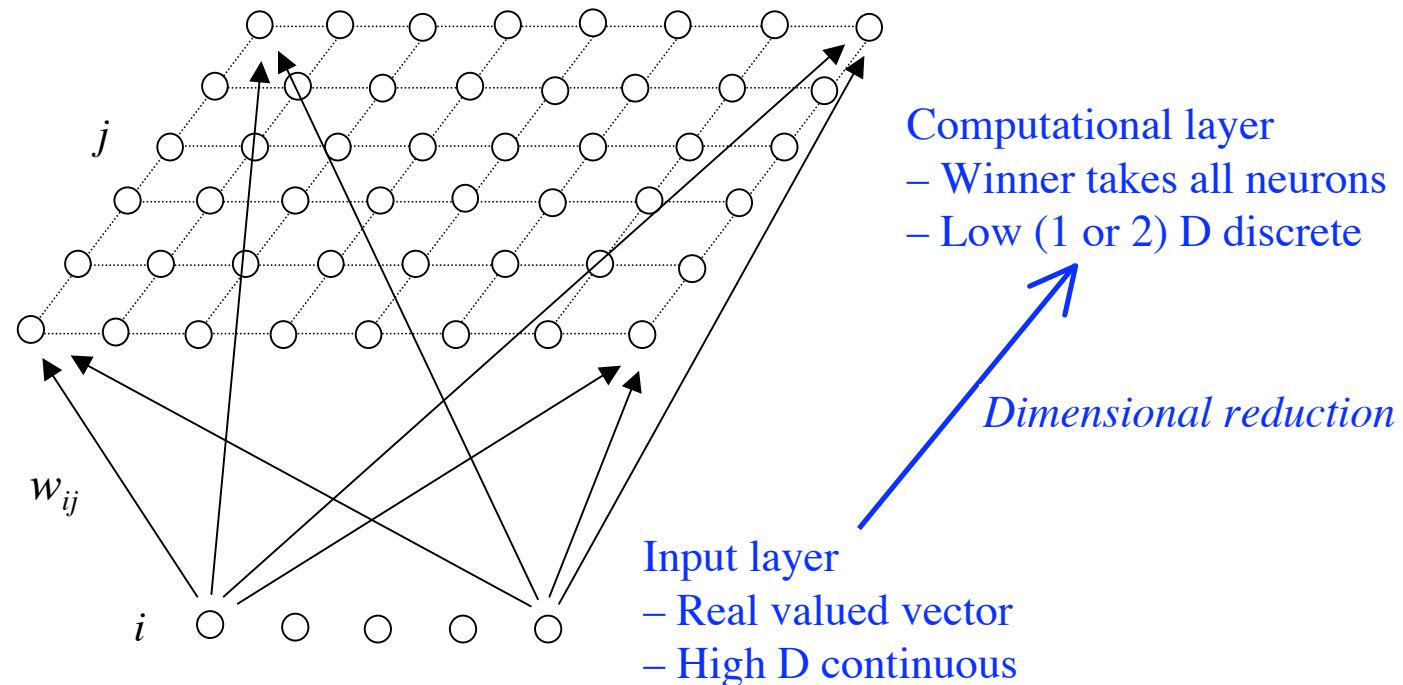 j
Computational layer
– Winner takes all neurons
– Low (1 or 2) D discrete
Dimensional reduction
w_ij
Input layer
– Real valued vector
– High D continuous
i